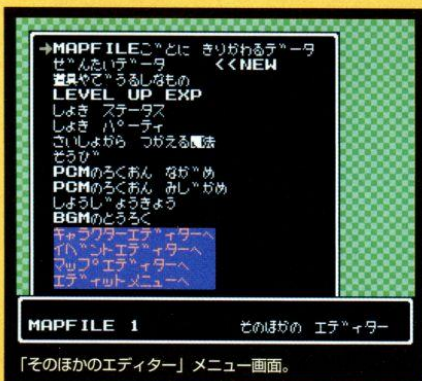 →MAPFILEごとに きりかわるデータ
ぜんたいデータ <<NEW
道具やてゞうるしなもの
LEVEL UP EXP
しょき ステータス
しょき パーティ
さいしょから つかえる魔法
そうび
PCMのろくおん ながめ
PCMのろくおん みじかめ
しようじょうきょう
BGMのとうろく
キャラクターエディターへ
イベントエディターへ
マップエディターへ
エディットメニューへ
MAPFILE 1 そのほかの エディター
「そのほかのエディター」メニュー画面。